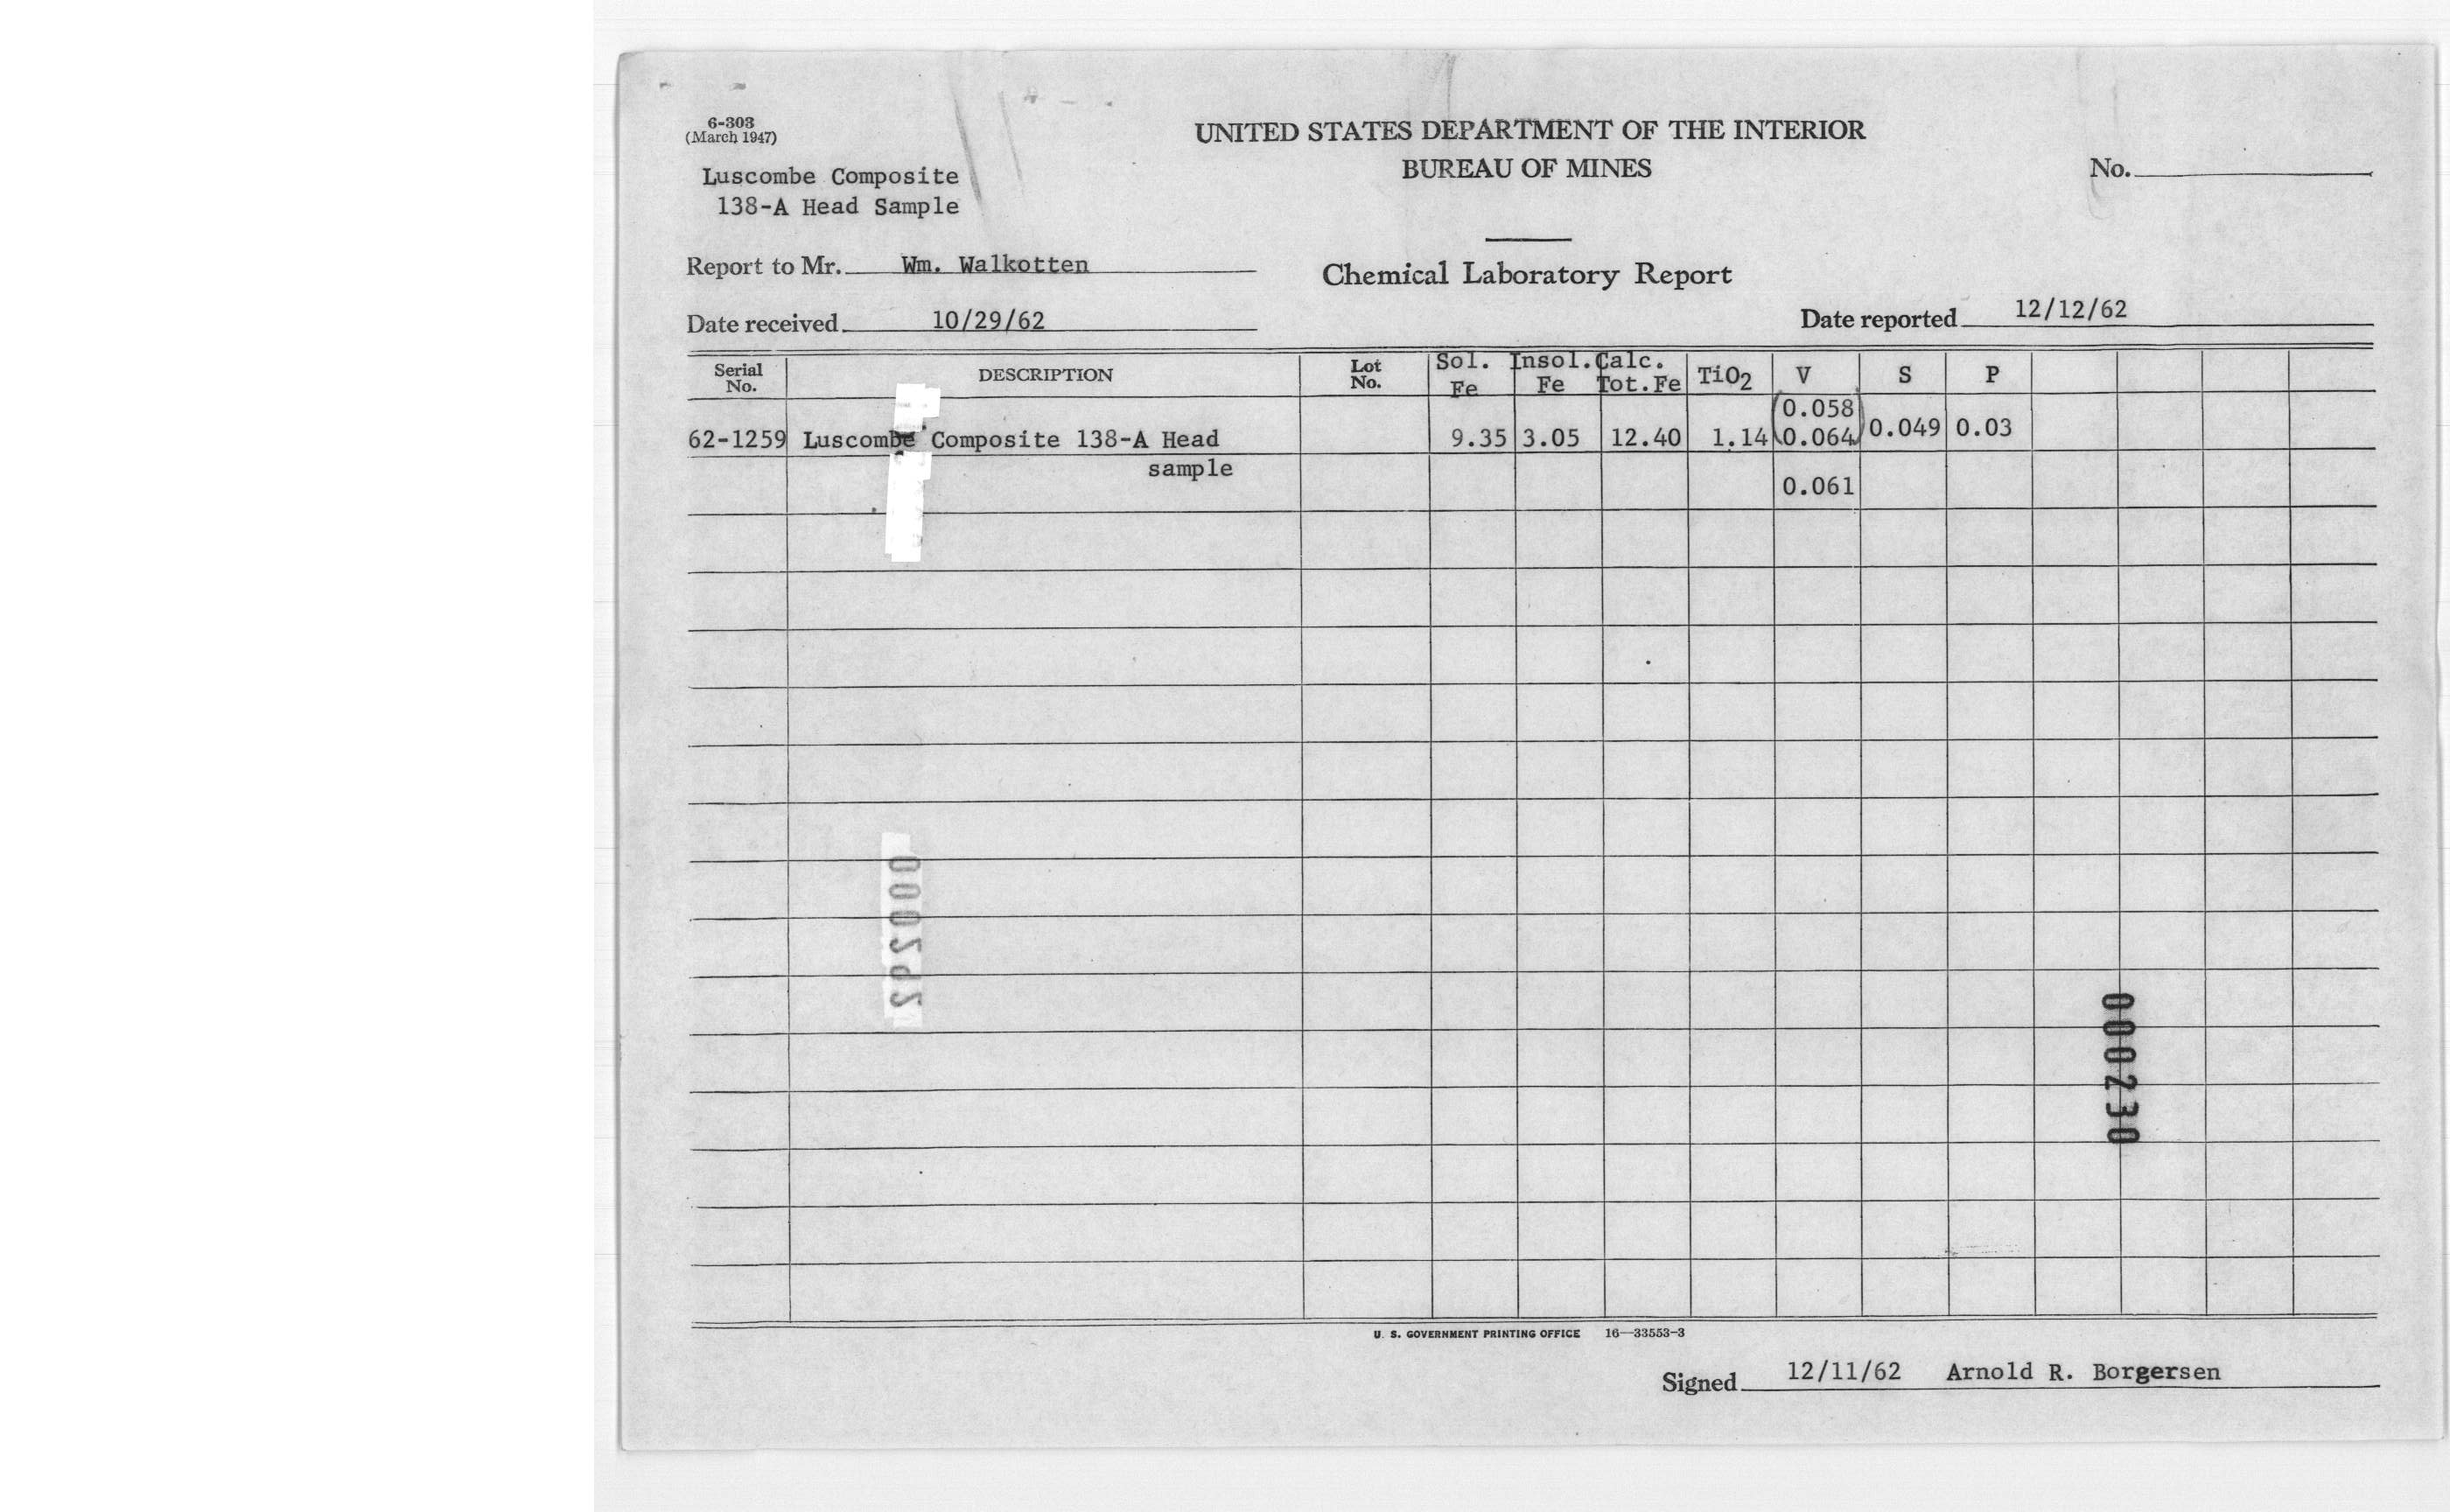 6-303
(March 1947)
UNITED STATES DEPARTMENT OF THE INTERIOR
BUREAU OF MINES
No.
Luscombe Composite
138-A Head Sample
Report to Mr. Wm. Walkotten
Chemical Laboratory Report
Date received 10/29/62
Date reported 12/12/62
Serial No. DESCRIPTION Lot No. Sol. Fe Insol. Fe Calc. Tot.Fe TiO2 V S P
(0.058
62-1259 Luscombe Composite 138-A Head 9.35 3.05 12.40 1.14 0.064) 0.049 0.03
sample
0.061
000292
000230
U. S. GOVERNMENT PRINTING OFFICE 16—33553-3
Signed 12/11/62 Arnold R. Borgersen